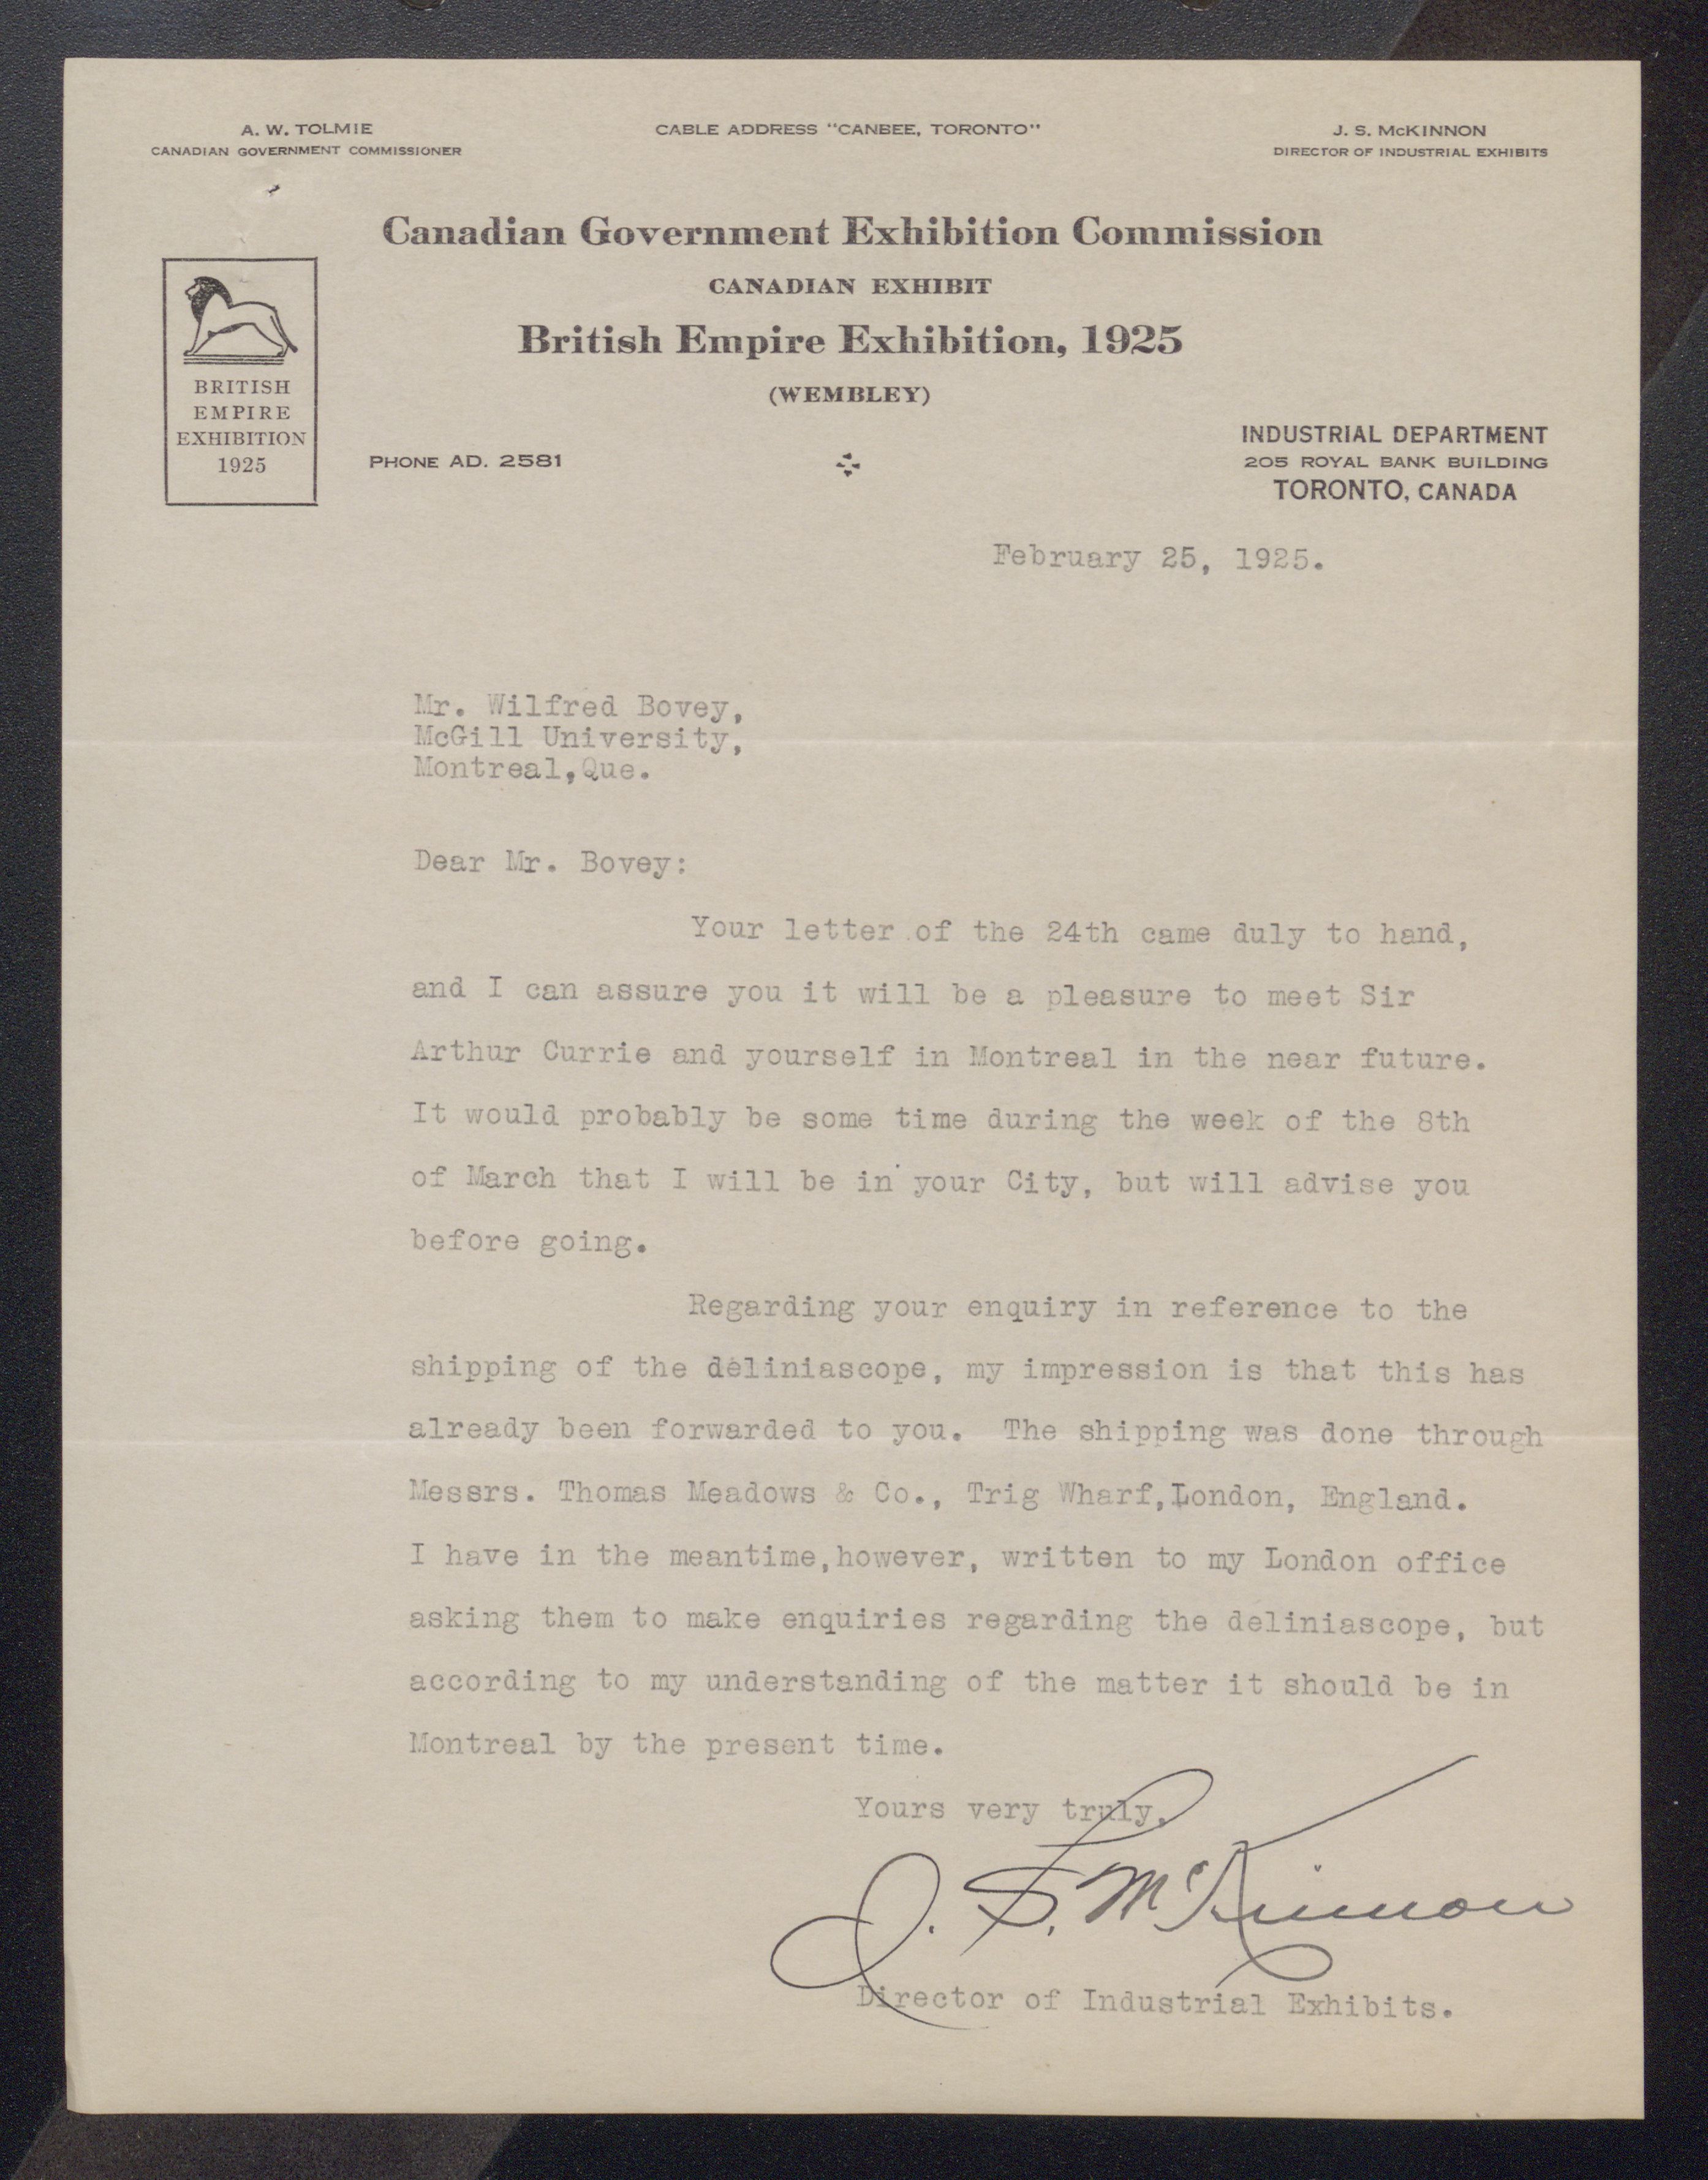 A. W. TOLMIE
CANADIAN GOVERNMENT COMMISSIONER
CABLE ADDRESS "CANBEE, TORONTO"
J. S. McKINNON
DIRECTOR OF INDUSTRIAL EXHIBITS
Canadian Government Exhibition Commission
CANADIAN EXHIBIT
British Empire Exhibition, 1925
(WEMBLEY)
BRITISH
EMPIRE
EXHIBITION
1925
PHONE AD. 2581
INDUSTRIAL DEPARTMENT
205 ROYAL BANK BUILDING
TORONTO, CANADA
February 25, 1925.
Mr. Wilfred Bovey,
McGill University,
Montreal,Que.
Dear Mr. Bovey:
Your letter of the 24th came duly to hand,
and I can assure you it will be a pleasure to meet Sir
Arthur Currie and yourself in Montreal in the near future.
It would probably be some time during the week of the 8th
of March that I will be in your City, but will advise you
before going.
Regarding your enquiry in reference to the
shipping of the deliniascope, my impression is that this has
already been forwarded to you. The shipping was done through
Messrs. Thomas Meadows & Co., Trig Wharf,London, England.
I have in the meantime,however, written to my London office
asking them to make enquiries regarding the deliniascope, but
according to my understanding of the matter it should be in
Montreal by the present time.
Yours very truly,
J. S. McKinnon
Director of Industrial Exhibits.